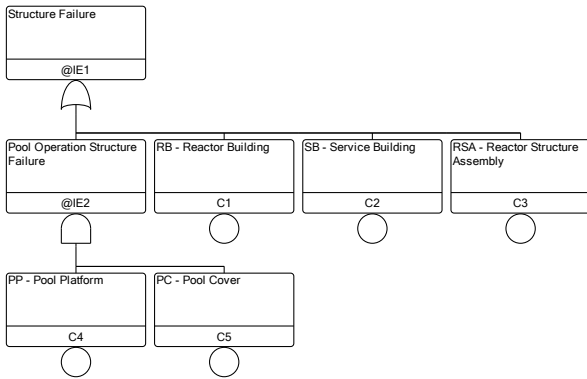 Structure Failure
@IE1
Pool Operation Structure
Failure
@IE2
RB - Reactor Building
C1
SB - Service Building
C2
RSA - Reactor Structure
Assembly
C3
PP - Pool Platform
C4
PC - Pool Cover
C5